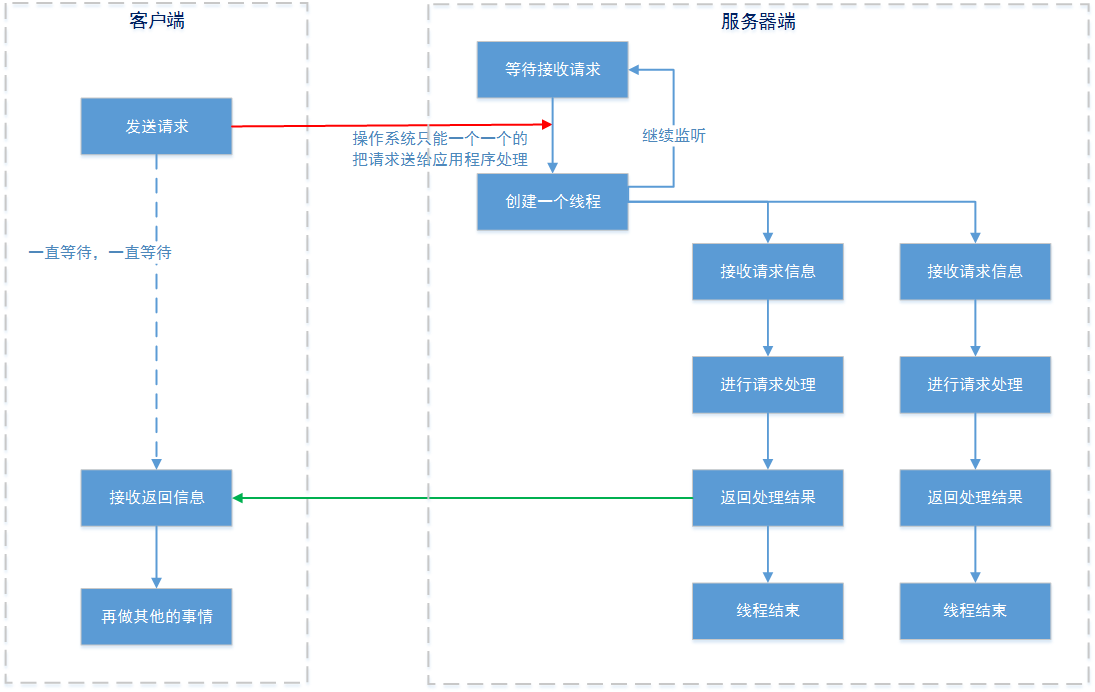 客户端
服务器端
等待接收请求
发送请求
操作系统只能一个一个的
把请求送给应用程序处理
继续监听
创建一个线程
一直等待，一直等待
接收请求信息
接收请求信息
进行请求处理
进行请求处理
接收返回信息
返回处理结果
返回处理结果
再做其他的事情
线程结束
线程结束